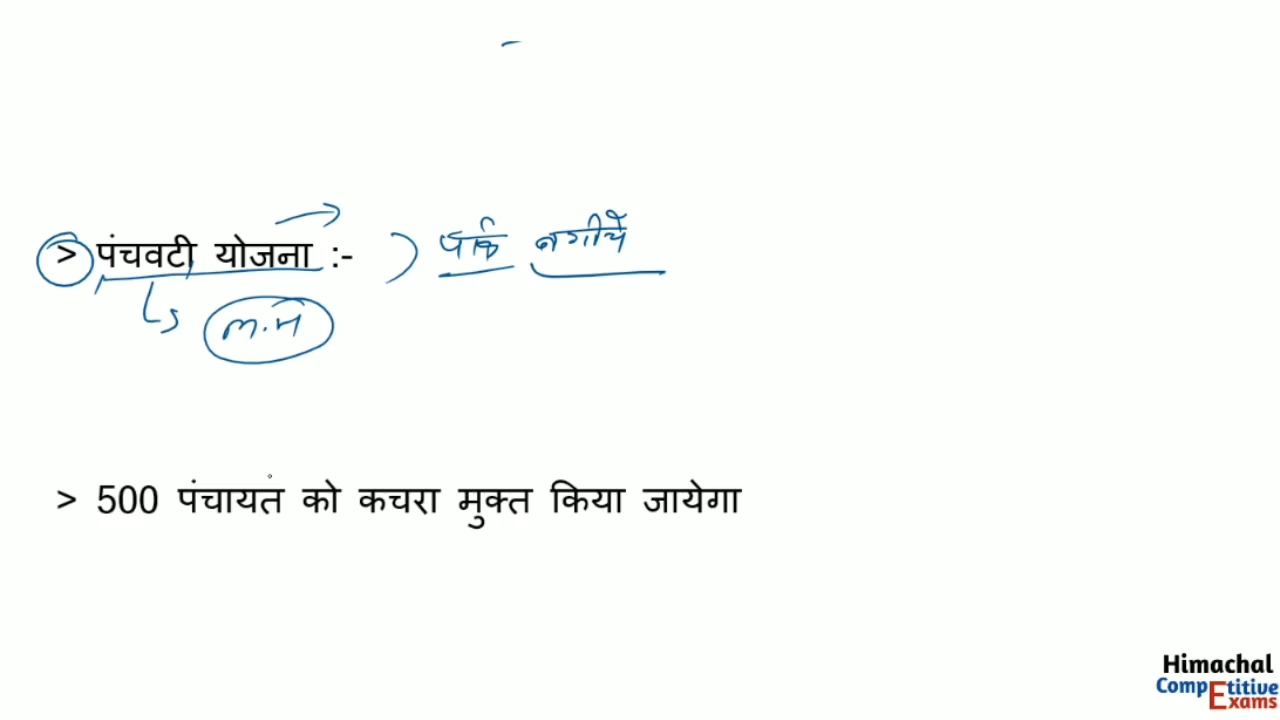 > पंचवटी योजना :- ) पार्क बगीचे
> 500 पंचायत को कचरा मुक्त किया जायेगा
Himachal
CompEtitive
Exams